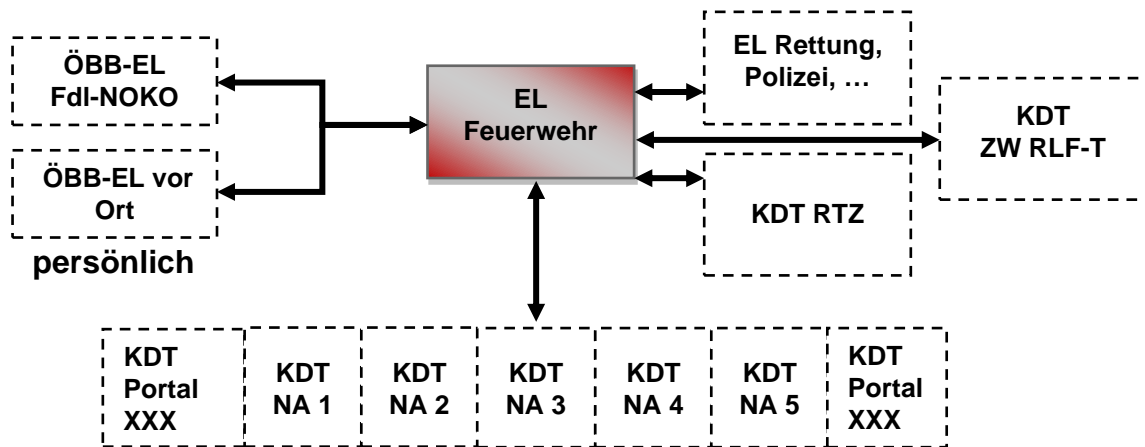 ÖBB-EL
FdI-NOKO
ÖBB-EL vor
Ort
persönlich
EL
Feuerwehr
EL Rettung,
Polizei, …
KDT
ZW RLF-T
KDT RTZ
KDT
Portal
XXX
KDT
NA 1
KDT
NA 2
KDT
NA 3
KDT
NA 4
KDT
NA 5
KDT
Portal
XXX